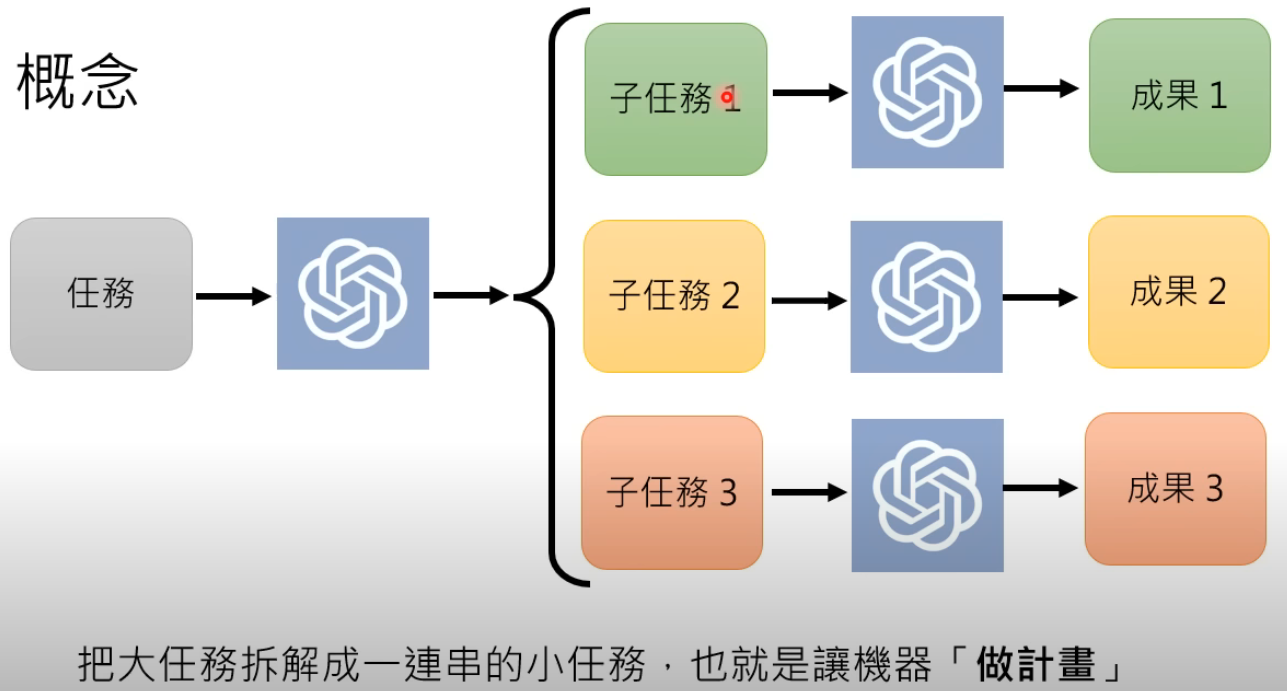 概念
任務
子任務 1
成果 1
子任務 2
成果 2
子任務 3
成果 3
把大任務拆解成一連串的小任務，也就是讓機器「做計畫」